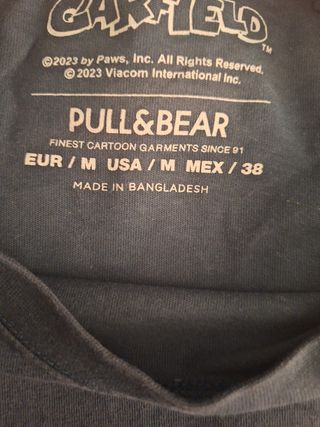 GARFIELD TM
©2023 by Paws, Inc. All Rights Reserved.
© 2023 Viacom International Inc.
PULL&BEAR
FINEST CARTOON GARMENTS SINCE 91
EUR / M USA / M MEX / 38
MADE IN BANGLADESH